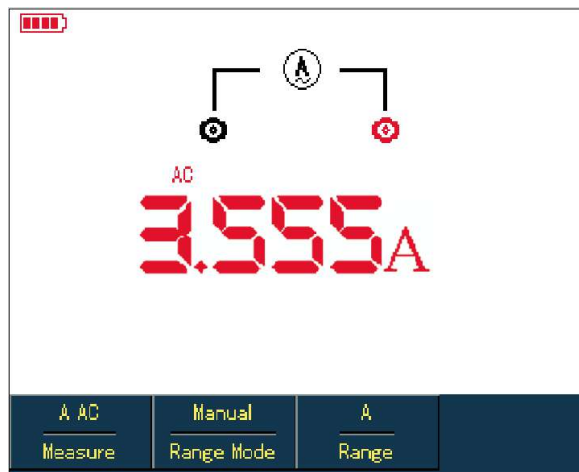 A
AC
3.555A
A AC Manual A
Measure Range Mode Range